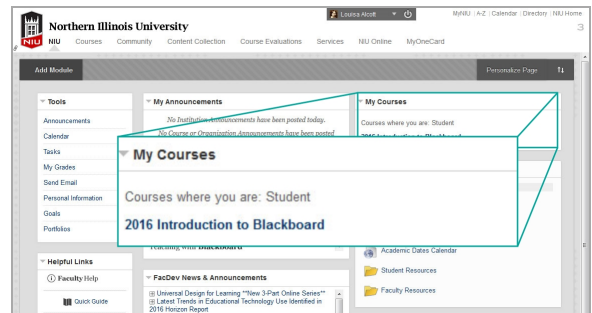 Louisa Alcott
MyNIU | A-Z | Calendar | Directory | NIU Home
Northern Illinois University
NIU
NIU Courses Community Content Collection Course Evaluations Services NIU Online MyOneCard
3
Add Module
Personalize Page
Tools
Announcements
Calendar
Tasks
My Grades
Send Email
Personal Information
Goals
Portfolios
Helpful Links
Faculty Help
Quick Guide
My Announcements
No Institution Announcements have been posted today.
No Course or Organization Announcements have been posted
My Courses
Courses where you are: Student
2016 Introduction to Blackboard
My Courses
Courses where you are: Student
2016 Introduction to Blackboard
Teaching with Blackboard
FacDev News & Announcements
Universal Design for Learning **New 3-Part Online Series**
Latest Trends in Educational Technology Use Identified in
2016 Horizon Report
Academic Dates Calendar
Student Resources
Faculty Resources